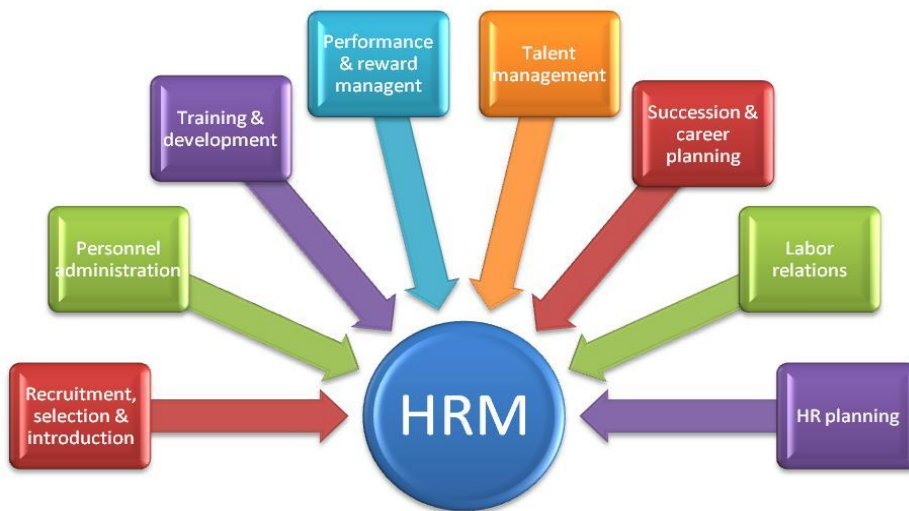 Recruitment,
selection &
introduction
Personnel
administration
Training &
development
Performance
& reward
managent
Talent
management
Succession &
career
planning
Labor
relations
HR planning
HRM